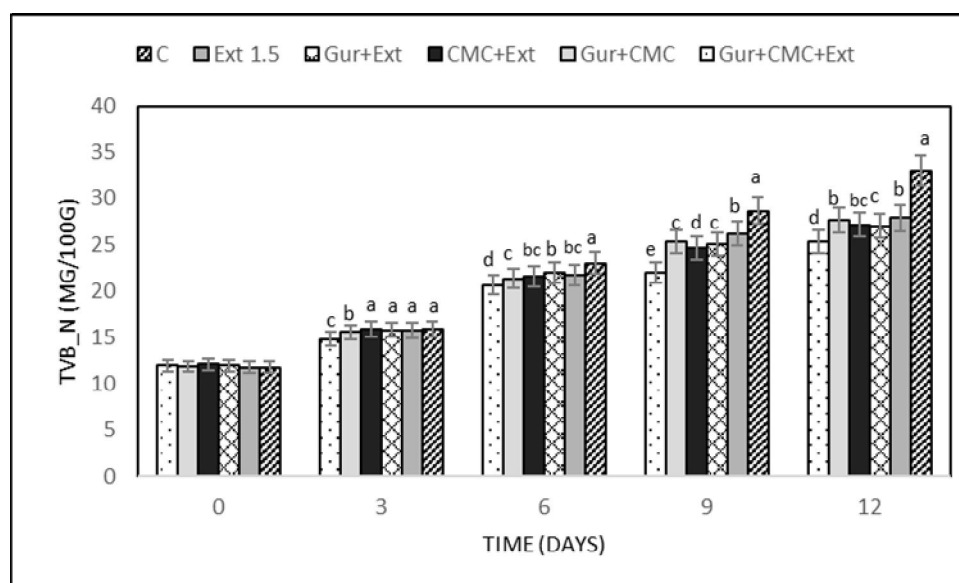 C Ext 1.5 Gur+Ext CMC+Ext Gur+CMC Gur+CMC+Ext
TVB_N (MG/100G)
40
35
30
25
20
15
10
5
0
c b a a a a
d c bc b bc a
e c d c b a
d b bc c b a
0 3 6 9 12
TIME (DAYS)